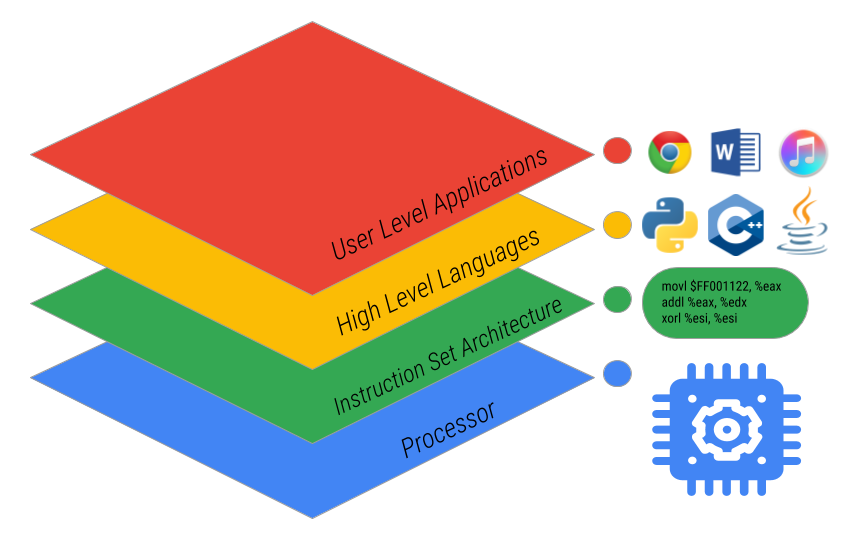 User Level Applications
W
High Level Languages
C++
Instruction Set Architecture
movl $FF001122, %eax
addl %eax, %edx
xorl %esi, %esi
Processor